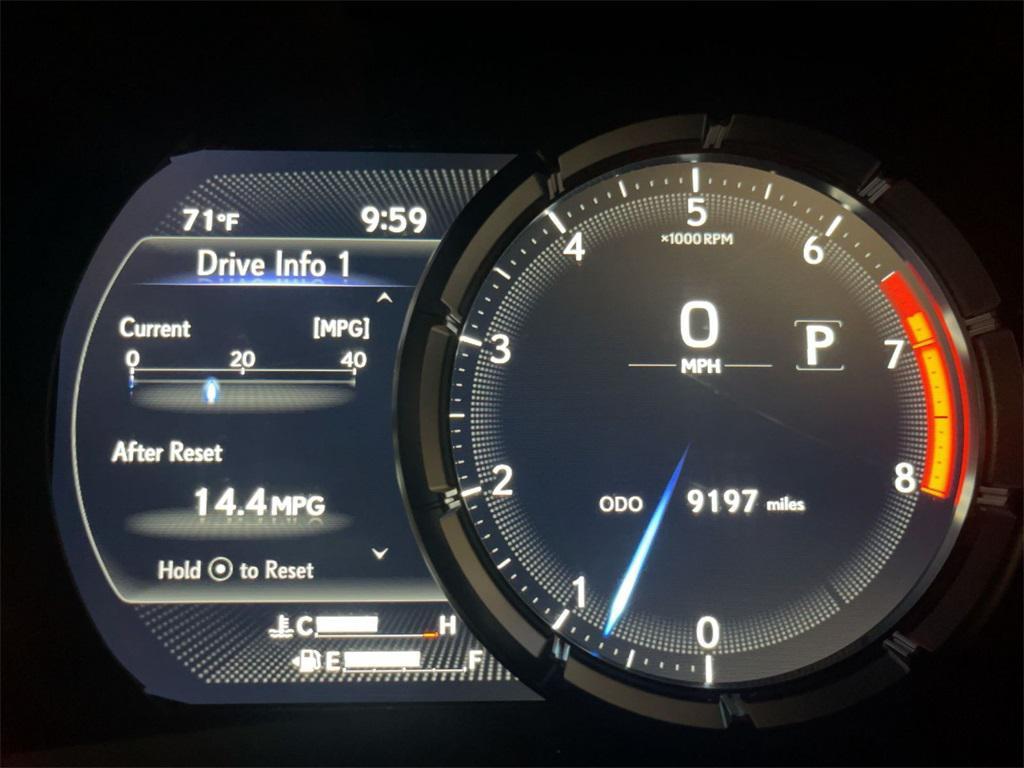 71°F 9:59
Drive Info 1
Current [MPG]
0 20 40
After Reset
14.4 MPG
Hold to Reset
C H
E F
5
×1000 RPM
4 6
3 7
0
MPH
P
2 8
ODO 9197 miles
1 0